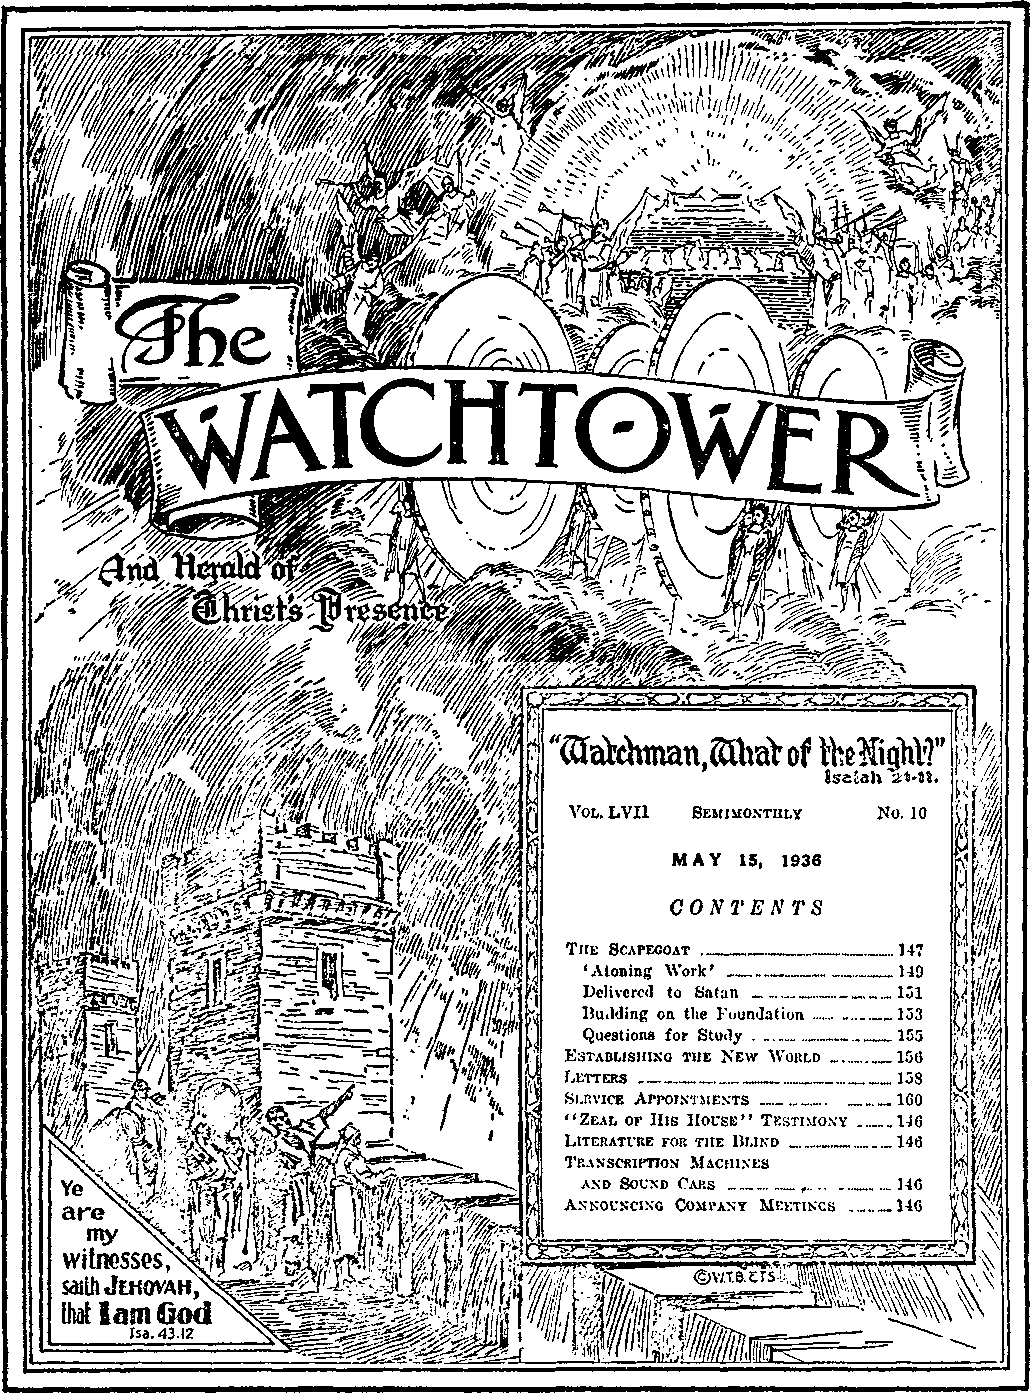 The
WATCHTOWER
And Herald of
Christ's Presence
"Watchman, What of the Night?"
Isaiah 21-11.
VOL. LVII SEMIMONTHLY No. 10
MAY 15, 1936
CONTENTS
THE SCAPEGOAT 147
'Atoning Work' 149
Delivered to Satan 151
Building on the Foundation 153
Questions for Study 155
ESTABLISHING THE NEW WORLD 156
LETTERS 158
SERVICE APPOINTMENTS 160
"ZEAL OF HIS HOUSE" TESTIMONY 146
LITERATURE FOR THE BLIND 146
TRANSCRIPTION MACHINES
AND SOUND CARS 146
ANNOUNCING COMPANY MEETINGS 146
Ye
are
my
witnesses,
saith JEHOVAH,
that I am God
Isa. 43.12
©W.T.B.&T.S.